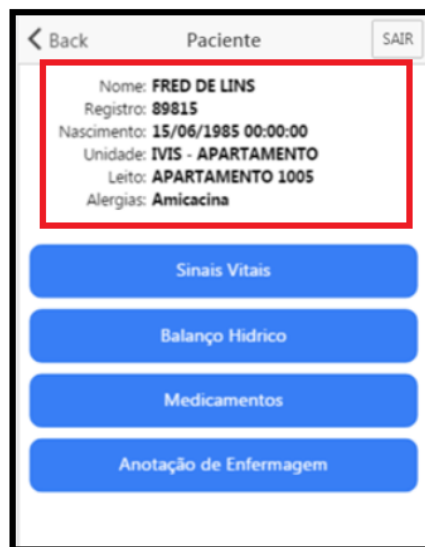 Back Paciente SAIR
Nome: FRED DE LINS
Registro: 89815
Nascimento: 15/06/1985 00:00:00
Unidade: IVIS - APARTAMENTO
Leito: APARTAMENTO 1005
Alergias: Amicacina
Sinais Vitais
Balanço Hidrico
Medicamentos
Anotação de Enfermagem